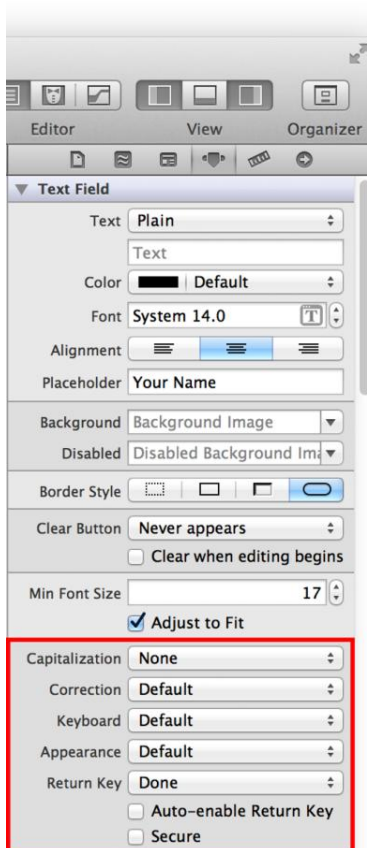 Editor View Organizer
Text Field
Text Plain
Text
Color Default
Font System 14.0 T
Alignment
Placeholder Your Name
Background Background Image
Disabled Disabled Background Ima
Border Style
Clear Button Never appears
Clear when editing begins
Min Font Size 17
Adjust to Fit
Capitalization None
Correction Default
Keyboard Default
Appearance Default
Return Key Done
Auto-enable Return Key
Secure